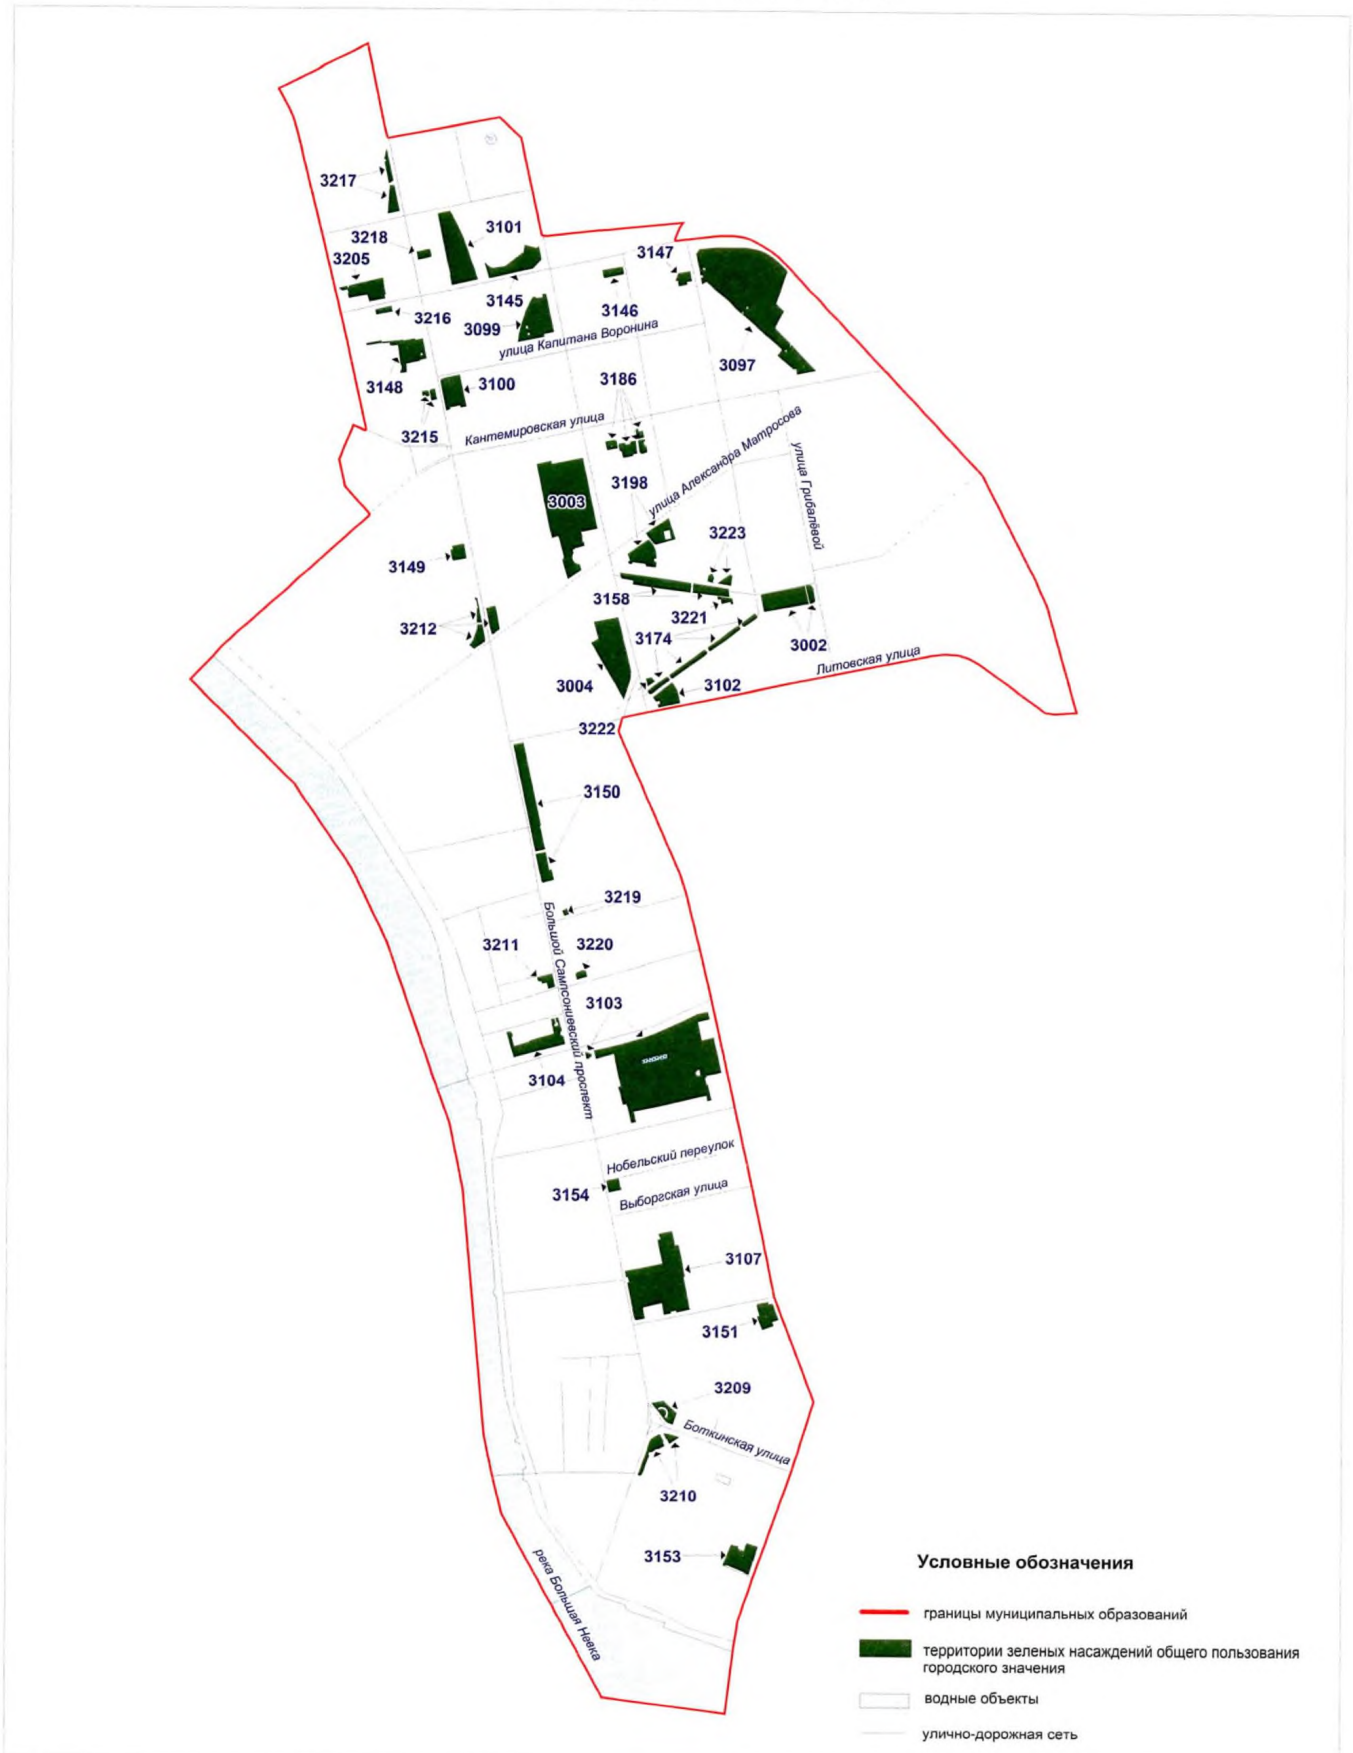 3217
3218
3101
3205
3147
3145
3146
3216
3099
улица Капитана Воронина
3097
3186
3148
3100
3215
Кантемировская улица
улица Александра Матросова
улица Грибалёвой
3198
3003
3223
3149
3158
3221
3212
3174
3002
Литовская улица
3004
3102
3222
3150
3219
Большой Сампсониевский проспект
3211
3220
3103
3104
Нобельский переулок
3154
Выборгская улица
3107
3151
3209
Боткинская улица
3210
3153
река Большая Невка
Условные обозначения
границы муниципальных образований
территории зеленых насаждений общего пользования
городского значения
водные объекты
улично-дорожная сеть